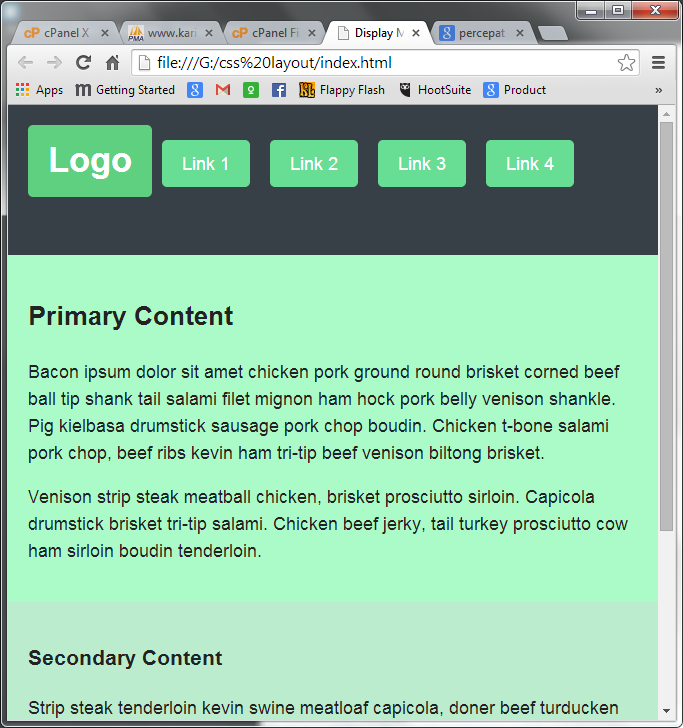 cPanel X
www.kari
cPanel Fi
Display M
percepat
file:///G:/css%20layout/index.html
Apps Getting Started Flappy Flash HootSuite Product »
Logo Link 1 Link 2 Link 3 Link 4
Primary Content
Bacon ipsum dolor sit amet chicken pork ground round brisket corned beef
ball tip shank tail salami filet mignon ham hock pork belly venison shankle.
Pig kielbasa drumstick sausage pork chop boudin. Chicken t-bone salami
pork chop, beef ribs kevin ham tri-tip beef venison biltong brisket.
Venison strip steak meatball chicken, brisket prosciutto sirloin. Capicola
drumstick brisket tri-tip salami. Chicken beef jerky, tail turkey prosciutto cow
ham sirloin boudin tenderloin.
Secondary Content
Strip steak tenderloin kevin swine meatloaf capicola, doner beef turducken